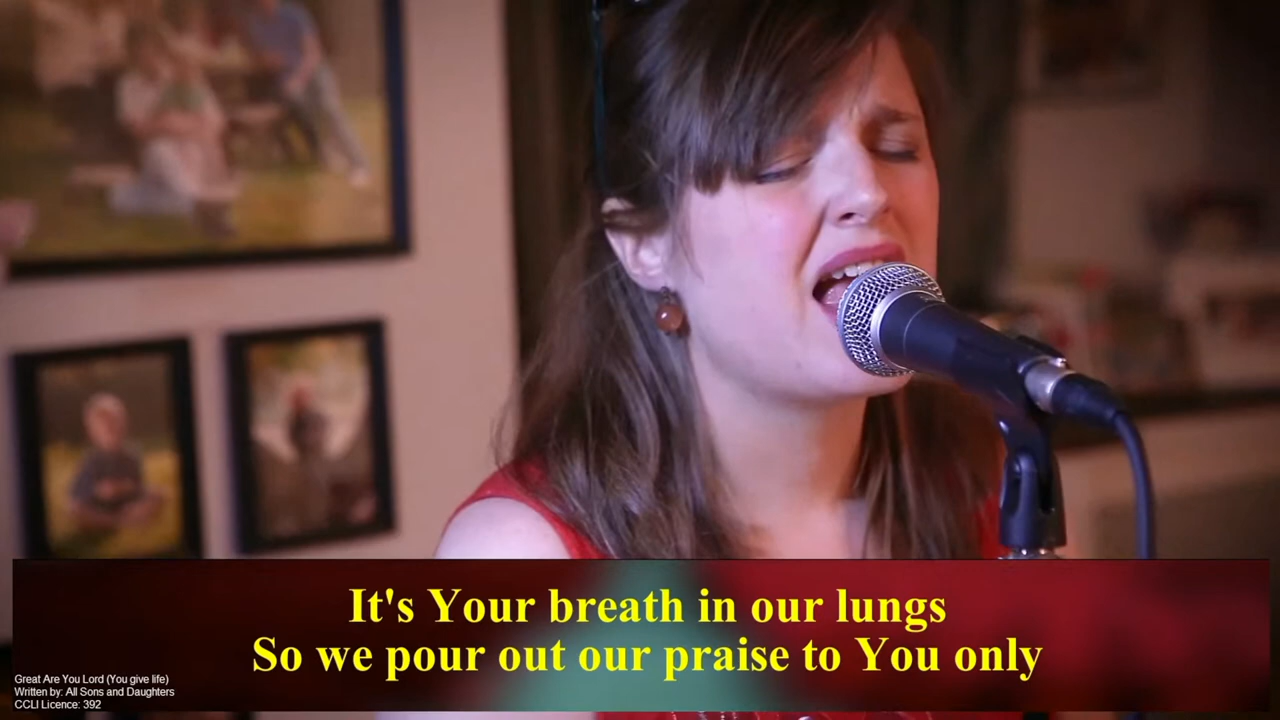 It's Your breath in our lungs
So we pour out our praise to You only
Great Are You Lord (You give life)
Written by: All Sons and Daughters
CCLI Licence: 392